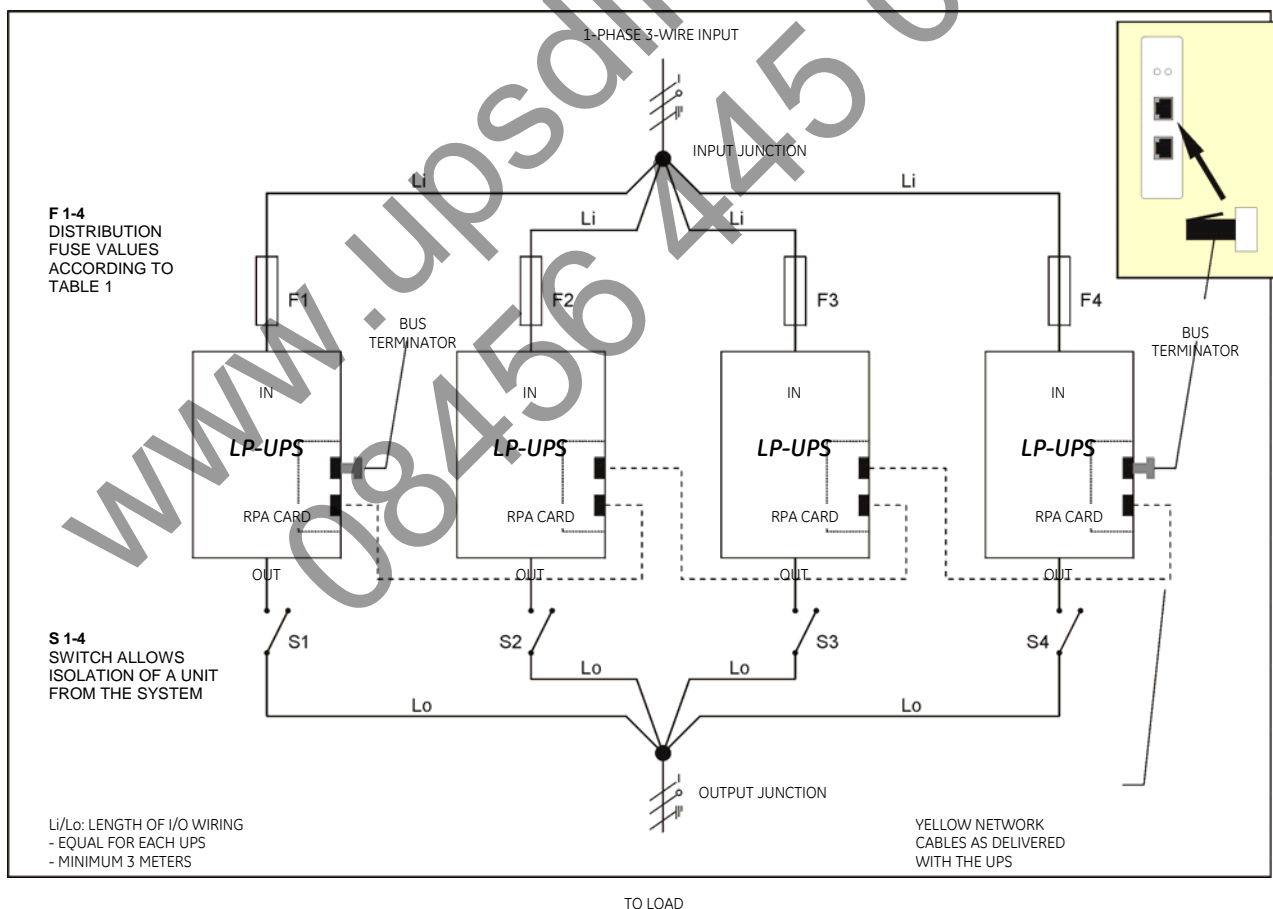 1-PHASE 3-WIRE INPUT
INPUT JUNCTION
Li
Li
Li
Li
F 1-4
DISTRIBUTION
FUSE VALUES
ACCORDING TO
TABLE 1
F1
F2
F3
F4
BUS
TERMINATOR
BUS
TERMINATOR
IN
IN
IN
IN
LP-UPS
LP-UPS
LP-UPS
LP-UPS
RPA CARD
RPA CARD
RPA CARD
RPA CARD
OUT
OUT
OUT
OUT
S 1-4
SWITCH ALLOWS
ISOLATION OF A UNIT
FROM THE SYSTEM
S1
S2
S3
S4
Lo
Lo
Lo
Lo
OUTPUT JUNCTION
Li/Lo: LENGTH OF I/O WIRING
- EQUAL FOR EACH UPS
- MINIMUM 3 METERS
YELLOW NETWORK
CABLES AS DELIVERED
WITH THE UPS
TO LOAD
www.upsdi
08456 445 0